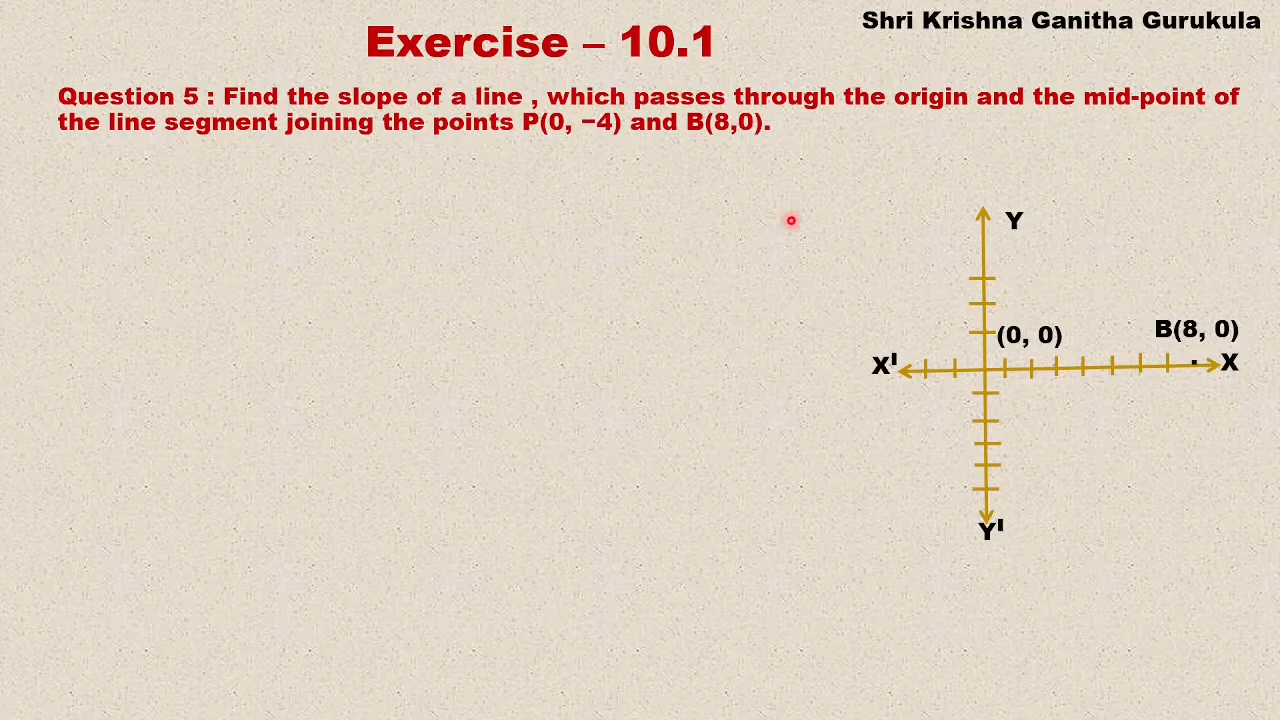 Shri Krishna Ganitha Gurukula
Exercise – 10.1
Question 5 : Find the slope of a line , which passes through the origin and the mid-point of
the line segment joining the points P(0, −4) and B(8,0).
Y
(0, 0)
B(8, 0)
Xᴵ
X
Yᴵ